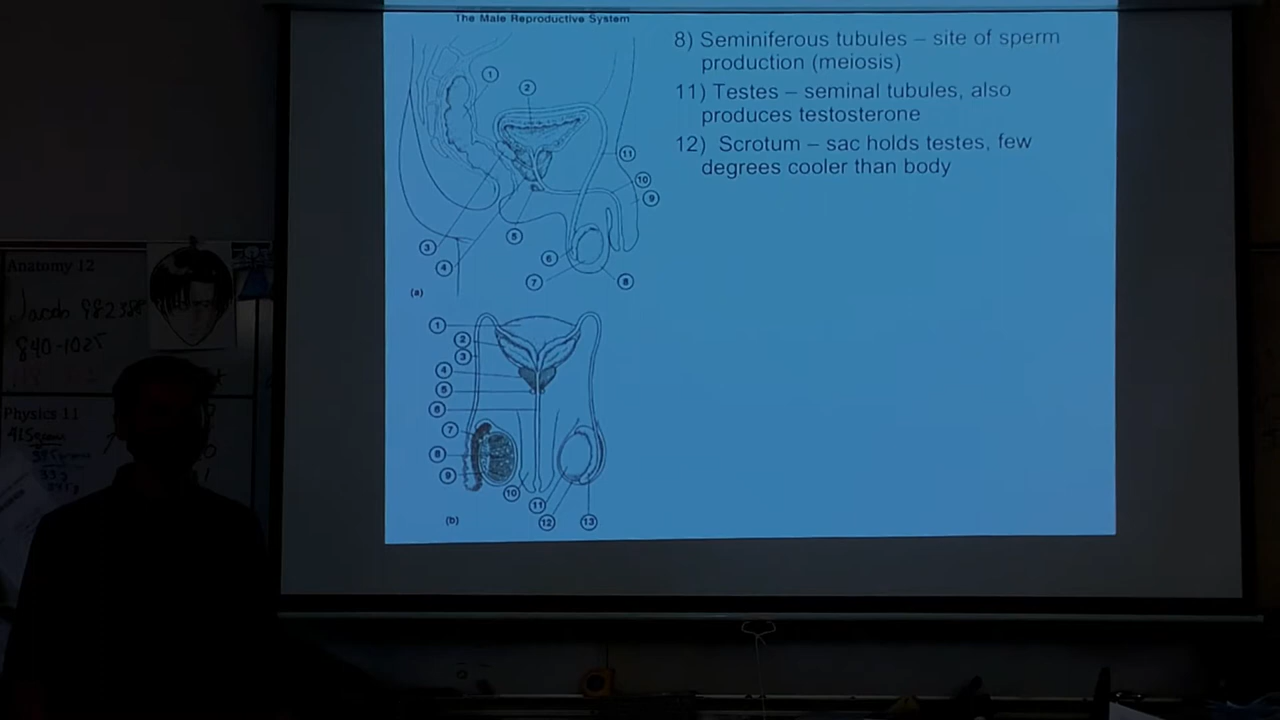 The Male Reproductive System
8) Seminiferous tubules – site of sperm
production (meiosis)
11) Testes – seminal tubules, also
produces testosterone
12) Scrotum – sac holds testes, few
degrees cooler than body
1
2
11
10
9
3
5
4
6
7
8
(a)
1
2
3
4
5
6
7
8
9
10
11
12
13
(b)
Anatomy 12
Jacob
840-1025
Physics 11